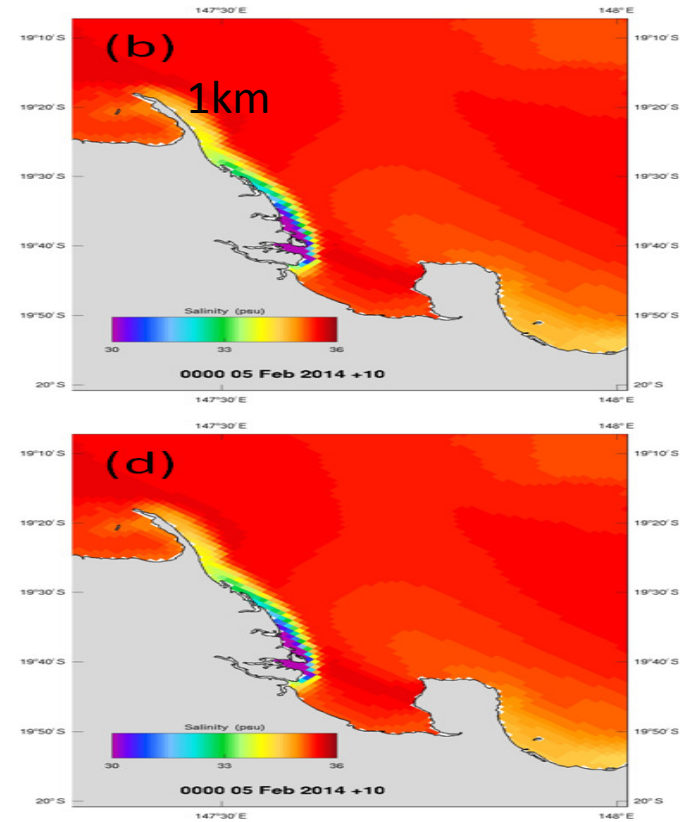 147°30'E 148°E
(b)
1km
19°10'S 19°10'S
19°20'S 19°20'S
19°30'S 19°30'S
19°40'S 19°40'S
19°50'S 19°50'S
Salinity (psu)
30 33 36
0000 05 Feb 2014 +10
20°S 20°S
147°30'E 148°E
147°30'E 148°E
(d)
19°10'S 19°10'S
19°20'S 19°20'S
19°30'S 19°30'S
19°40'S 19°40'S
19°50'S 19°50'S
Salinity (psu)
30 33 36
0000 05 Feb 2014 +10
20°S 20°S
147°30'E 148°E